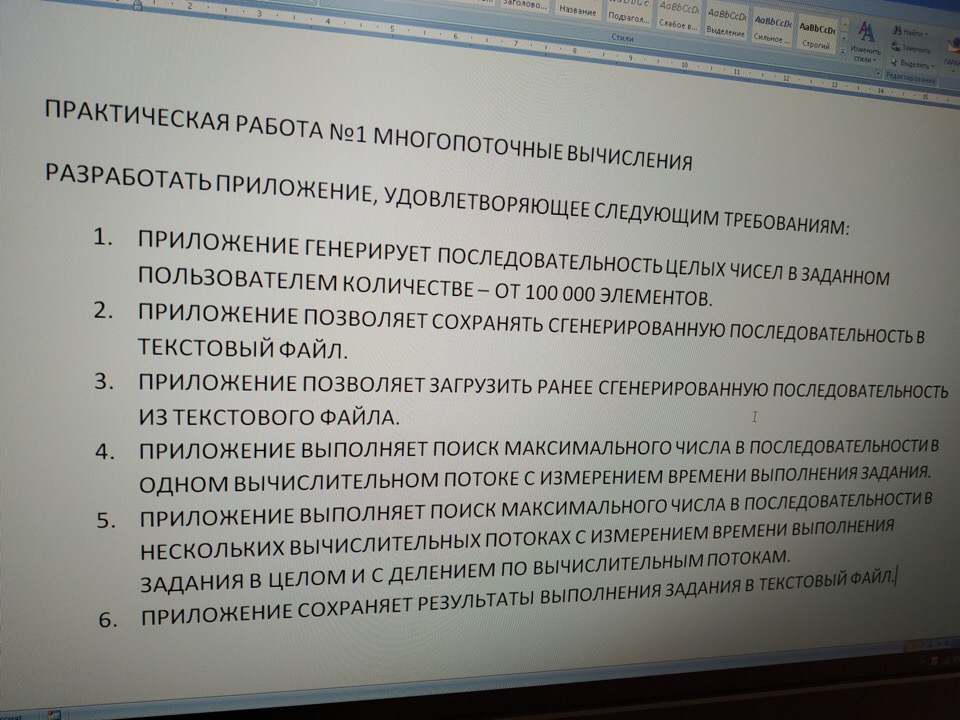 Заголово...
Название
Подзагол...
Слабое в...
Выделение
Сильное ...
Строгий
Стили
Изменить
стили
Найти
Заменить
Выделить
Редактирование
ПРАКТИЧЕСКАЯ РАБОТА №1 МНОГОПОТОЧНЫЕ ВЫЧИСЛЕНИЯ
РАЗРАБОТАТЬ ПРИЛОЖЕНИЕ, УДОВЛЕТВОРЯЮЩЕЕ СЛЕДУЮЩИМ ТРЕБОВАНИЯМ:
1. ПРИЛОЖЕНИЕ ГЕНЕРИРУЕТ ПОСЛЕДОВАТЕЛЬНОСТЬ ЦЕЛЫХ ЧИСЕЛ В ЗАДАННОМ
ПОЛЬЗОВАТЕЛЕМ КОЛИЧЕСТВЕ – ОТ 100 000 ЭЛЕМЕНТОВ.
2. ПРИЛОЖЕНИЕ ПОЗВОЛЯЕТ СОХРАНЯТЬ СГЕНЕРИРОВАННУЮ ПОСЛЕДОВАТЕЛЬНОСТЬ В
ТЕКСТОВЫЙ ФАЙЛ.
3. ПРИЛОЖЕНИЕ ПОЗВОЛЯЕТ ЗАГРУЗИТЬ РАНЕЕ СГЕНЕРИРОВАННУЮ ПОСЛЕДОВАТЕЛЬНОСТЬ
ИЗ ТЕКСТОВОГО ФАЙЛА.
4. ПРИЛОЖЕНИЕ ВЫПОЛНЯЕТ ПОИСК МАКСИМАЛЬНОГО ЧИСЛА В ПОСЛЕДОВАТЕЛЬНОСТИ В
ОДНОМ ВЫЧИСЛИТЕЛЬНОМ ПОТОКЕ С ИЗМЕРЕНИЕМ ВРЕМЕНИ ВЫПОЛНЕНИЯ ЗАДАНИЯ.
5. ПРИЛОЖЕНИЕ ВЫПОЛНЯЕТ ПОИСК МАКСИМАЛЬНОГО ЧИСЛА В ПОСЛЕДОВАТЕЛЬНОСТИ В
НЕСКОЛЬКИХ ВЫЧИСЛИТЕЛЬНЫХ ПОТОКАХ С ИЗМЕРЕНИЕМ ВРЕМЕНИ ВЫПОЛНЕНИЯ
ЗАДАНИЯ В ЦЕЛОМ И С ДЕЛЕНИЕМ ПО ВЫЧИСЛИТЕЛЬНЫМ ПОТОКАМ.
6. ПРИЛОЖЕНИЕ СОХРАНЯЕТ РЕЗУЛЬТАТЫ ВЫПОЛНЕНИЯ ЗАДАНИЯ В ТЕКСТОВЫЙ ФАЙЛ.